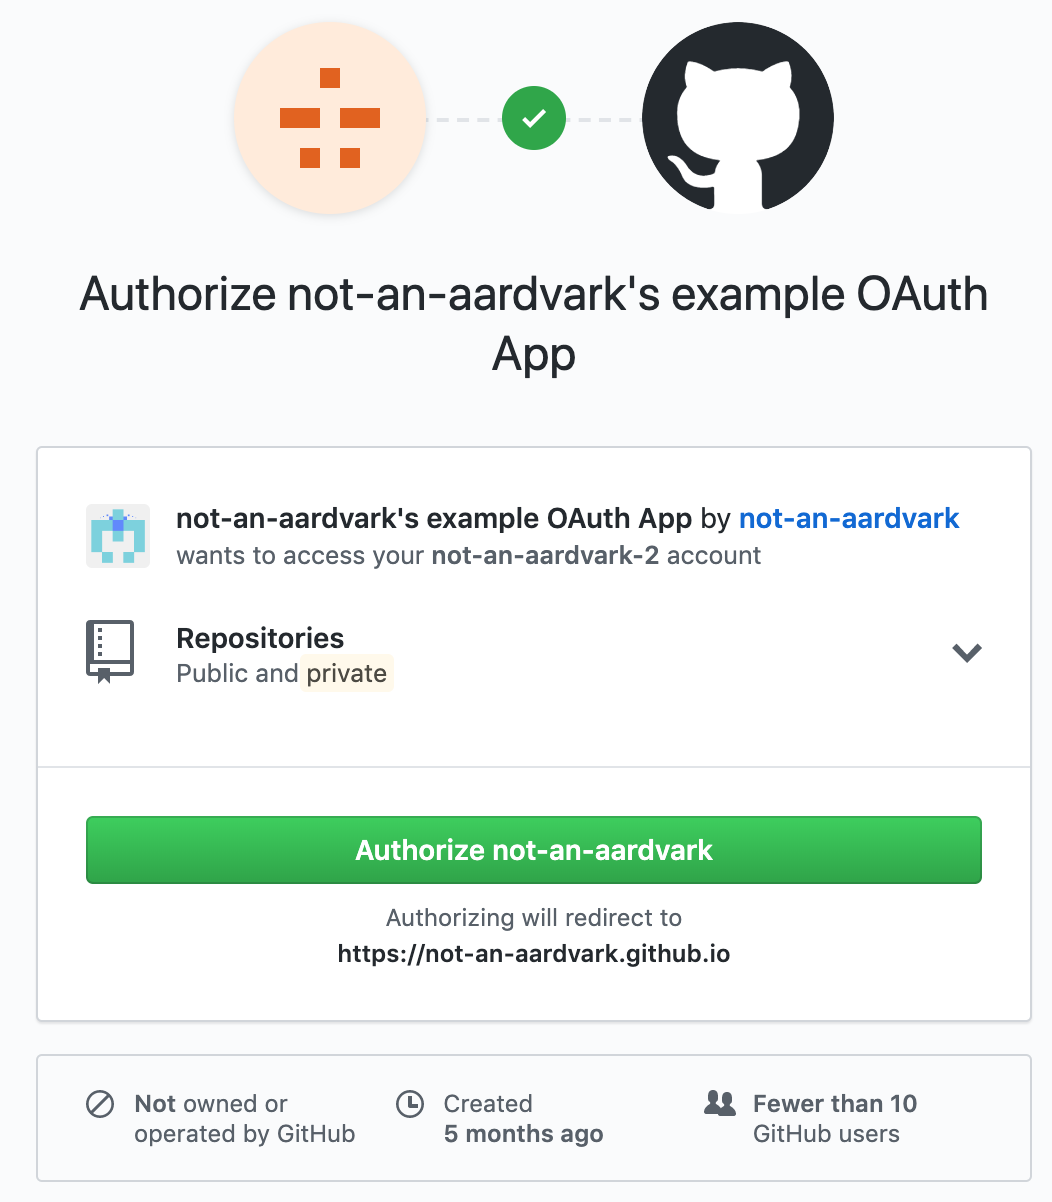 Authorize not-an-aardvark's example OAuth
App
not-an-aardvark's example OAuth App by not-an-aardvark
wants to access your not-an-aardvark-2 account
Repositories
Public and private
Authorize not-an-aardvark
Authorizing will redirect to
https://not-an-aardvark.github.io
Not owned or
operated by GitHub
Created
5 months ago
Fewer than 10
GitHub users